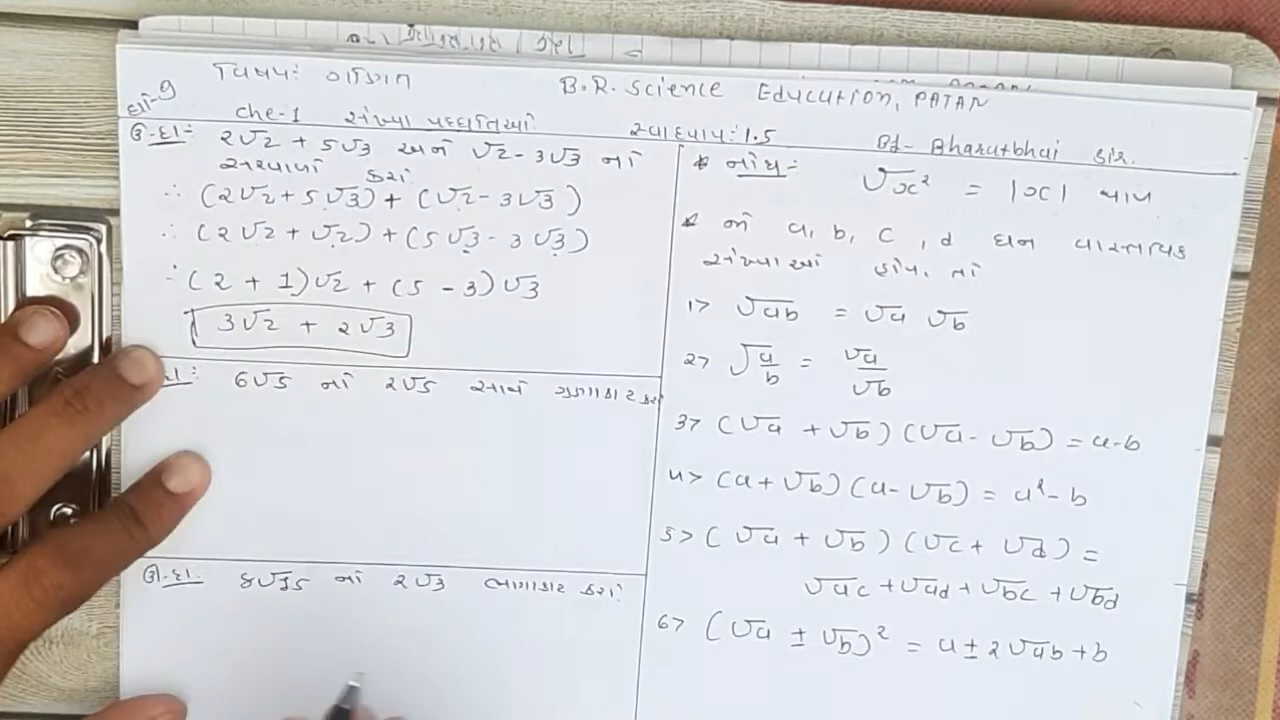 વિષય: ગણિત
B.R. Science Education, PATAN
ધો-9
Che-1 સંખ્યા પદ્ધતિઓ
સ્વાધ્યાય: 1.5
By- Bharatbhai Sir.
ઉ.દા:- 2√2 + 5√3 અને √2 - 3√3 નો
સરવાળો કરો
∴ (2√2 + 5√3) + (√2 - 3√3)
∴ (2√2 + √2) + (5√3 - 3√3)
∴ (2 + 1)√2 + (5 - 3)√3
3√2 + 2√3
6√5 નો 2√5 સાથે ગુણાકાર કરો
ઉ.દા. 8√15 નો 2√3 ભાગાકાર કરો.
* નોંધ:-
√x² = |x| થાય
* જો a, b, c, d ધન વાસ્તવિક
સંખ્યાઓ હોય, તો
1> √ab = √a √b
2> √a/b = √a/√b
3> (√a + √b) (√a - √b) = a-b
4> (a + √b) (a - √b) = a² - b
5> (√a + √b) (√c + √d) =
√ac + √ad + √bc + √bd
6> (√a ± √b)² = a ± 2√ab + b